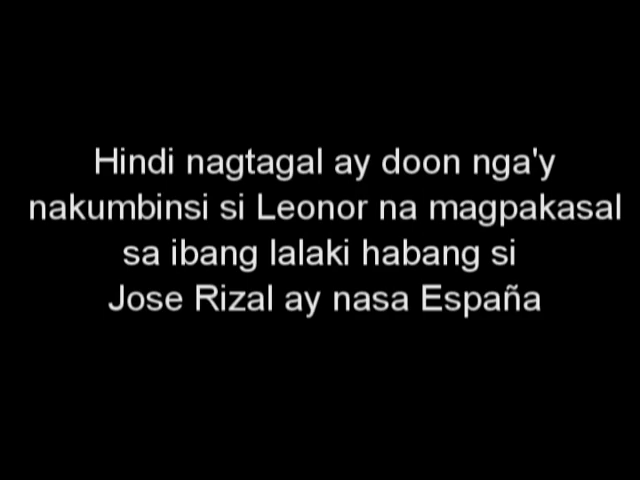 Hindi nagtagal ay doon nga'y
nakumbinsi si Leonor na magpakasal
sa ibang lalaki habang si
Jose Rizal ay nasa España